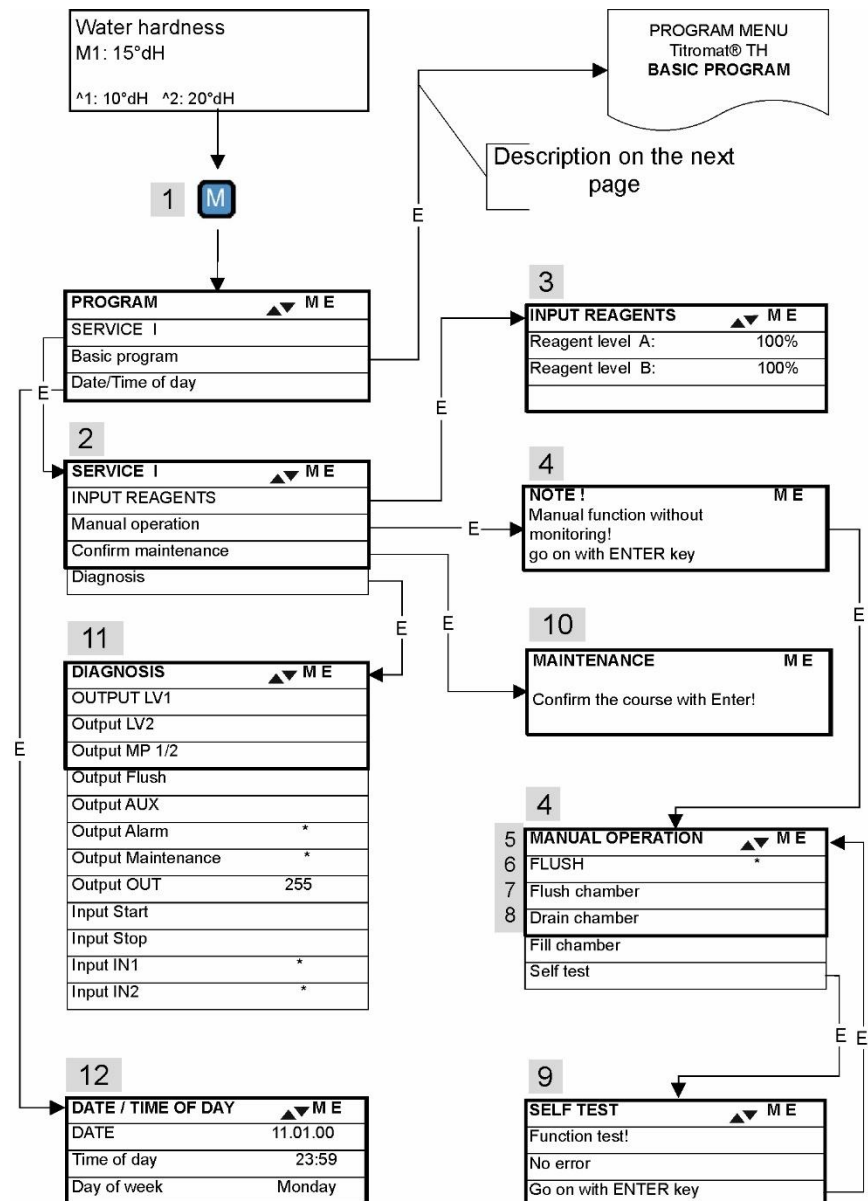 Water hardness
M1: 15°dH
^1: 10°dH ^2: 20°dH
PROGRAM MENU
Titromat® TH
BASIC PROGRAM
Description on the next
page
1 M
E
PROGRAM ▲▼ M E
SERVICE I
Basic program
Date/Time of day
E
3
INPUT REAGENTS ▲▼ M E
Reagent level A: 100%
Reagent level B: 100%
E
2
SERVICE I ▲▼ M E
INPUT REAGENTS
Manual operation
Confirm maintenance
Diagnosis
E
4
NOTE ! M E
Manual function without
monitoring!
go on with ENTER key
E
E
E
10
MAINTENANCE M E
Confirm the course with Enter!
11
DIAGNOSIS ▲▼ M E
OUTPUT LV1
Output LV2
Output MP 1/2
Output Flush
Output AUX
Output Alarm *
Output Maintenance *
Output OUT 255
Input Start
Input Stop
Input IN1 *
Input IN2 *
E
4
5 MANUAL OPERATION ▲▼ M E
6 FLUSH *
7 Flush chamber
8 Drain chamber
Fill chamber
Self test
E E
12
DATE / TIME OF DAY ▲▼ M E
DATE 11.01.00
Time of day 23:59
Day of week Monday
9
SELF TEST ▲▼ M E
Function test!
No error
Go on with ENTER key